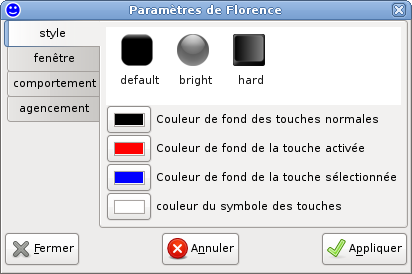 Paramètres de Florence
style
fenêtre
comportement
agencement
default bright hard
Couleur de fond des touches normales
Couleur de fond de la touche activée
Couleur de fond de la touche sélectionnée
couleur du symbole des touches
Fermer Annuler Appliquer